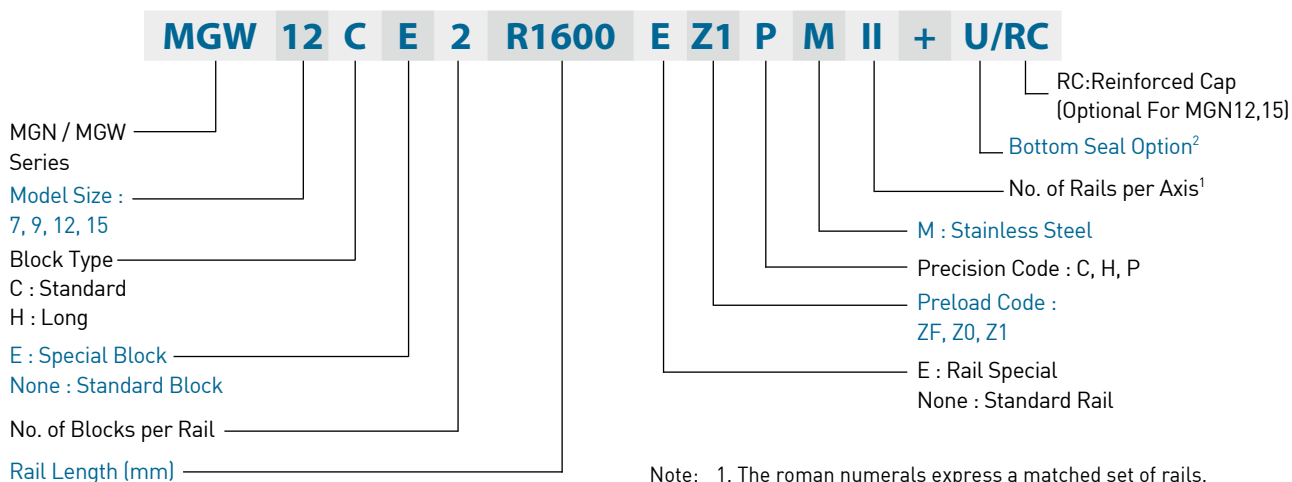 MGW 12 C E 2 R1600 E Z1 P M II + U/RC
MGN / MGW
Series
Model Size :
7, 9, 12, 15
Block Type
C : Standard
H : Long
E : Special Block
None : Standard Block
No. of Blocks per Rail
Rail Length (mm)
RC:Reinforced Cap
(Optional For MGN12,15)
Bottom Seal Option²
No. of Rails per Axis¹
M : Stainless Steel
Precision Code : C, H, P
Preload Code :
ZF, Z0, Z1
E : Rail Special
None : Standard Rail
Note: 1. The roman numerals express a matched set of rails.